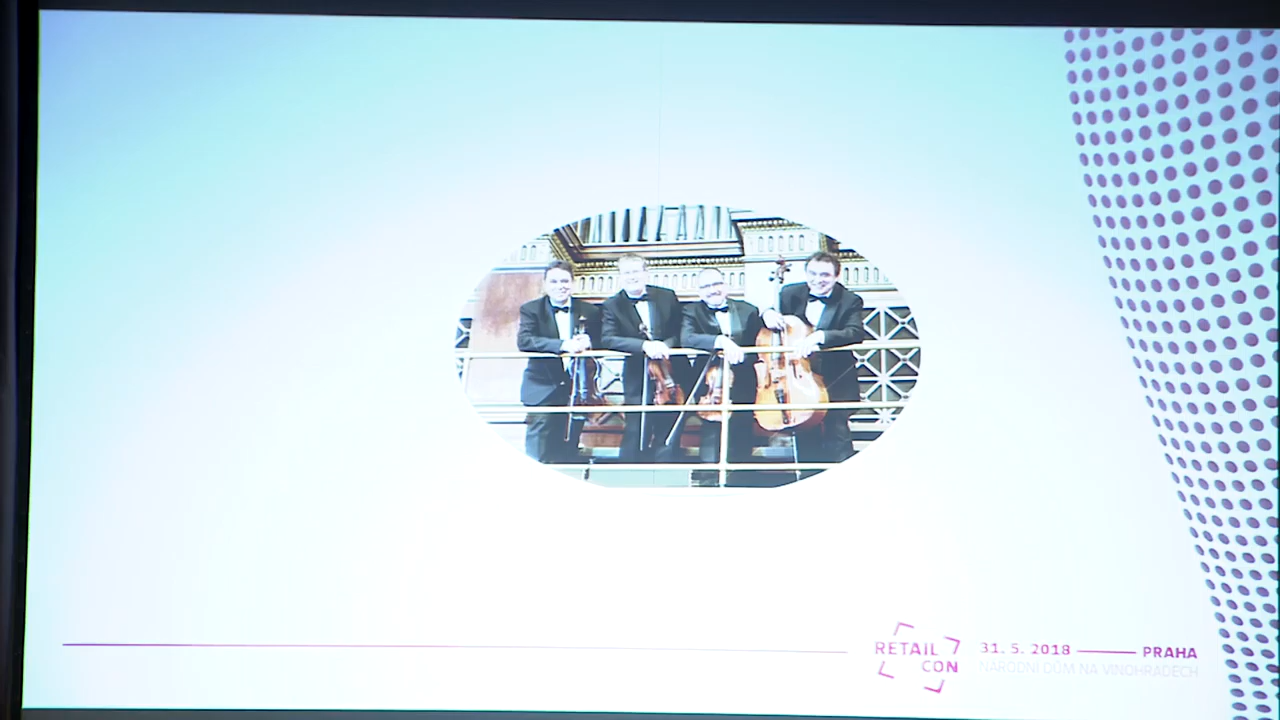 RETAIL
CON
31. 5. 2018
PRAHA
NÁRODNÍ DŮM NA VINOHRADECH